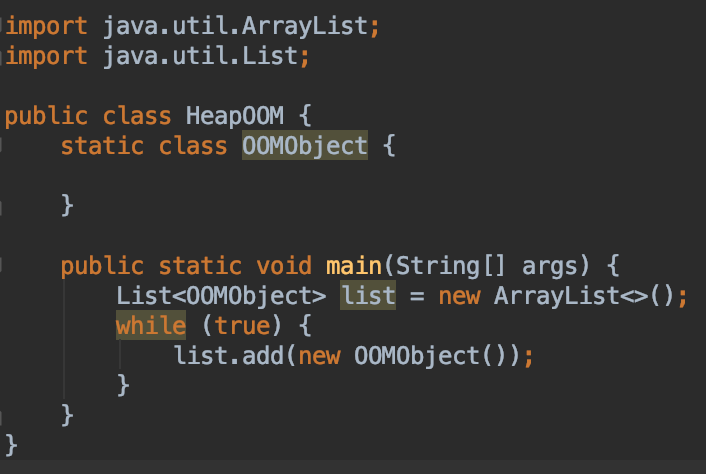 import java.util.ArrayList;
import java.util.List;
public class HeapOOM {
static class OOMObject {
}
public static void main(String[] args) {
List<OOMObject> list = new ArrayList<>();
while (true) {
list.add(new OOMObject());
}
}
}